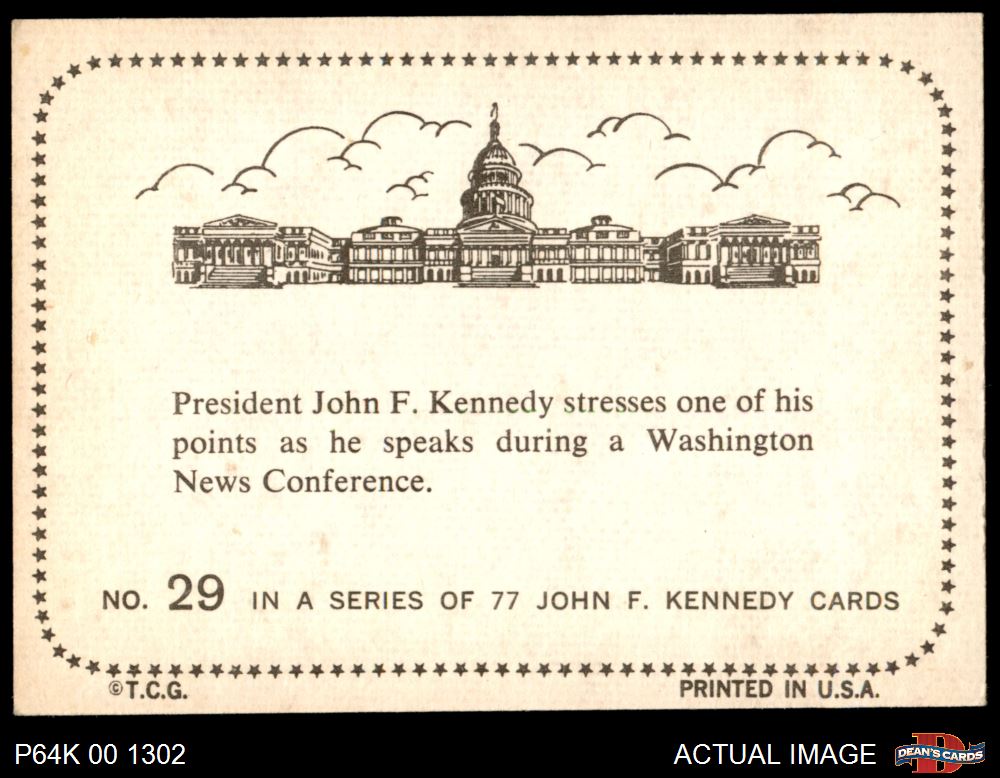 President John F. Kennedy stresses one of his
points as he speaks during a Washington
News Conference.
NO. 29 IN A SERIES OF 77 JOHN F. KENNEDY CARDS
©T.C.G. PRINTED IN U.S.A.
P64K 00 1302 ACTUAL IMAGE DEAN'S CARDS